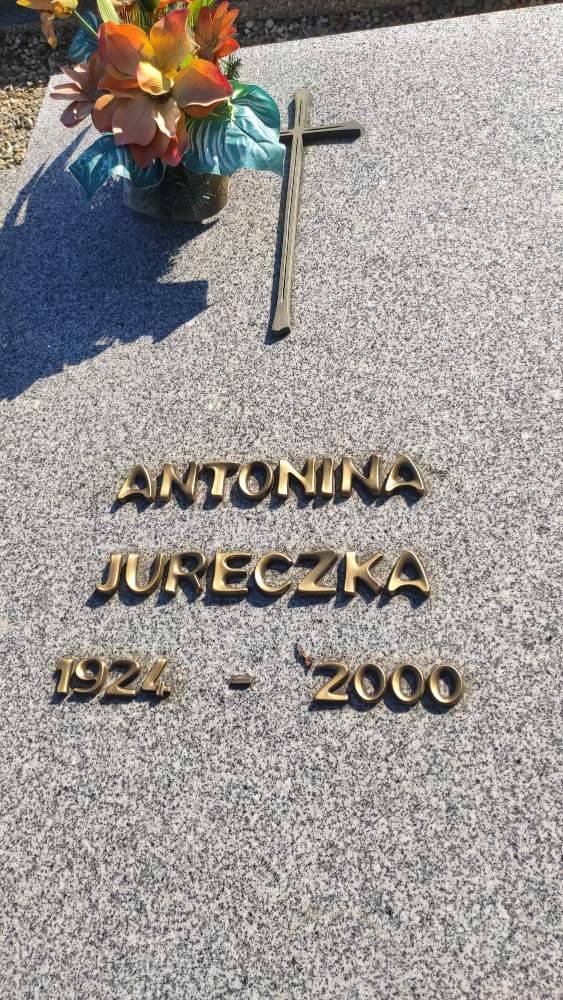 ANTONINA
JURECZKA
1924 - 2000